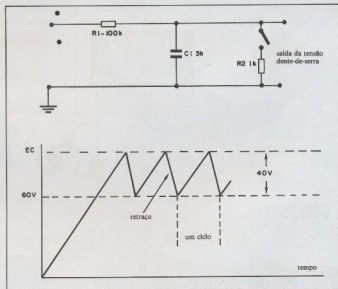 R1-100k
C1 3k
R2 1k
saída da tensão
dente-de-serra
EC
40V
60V
retraço
um ciclo
tempo